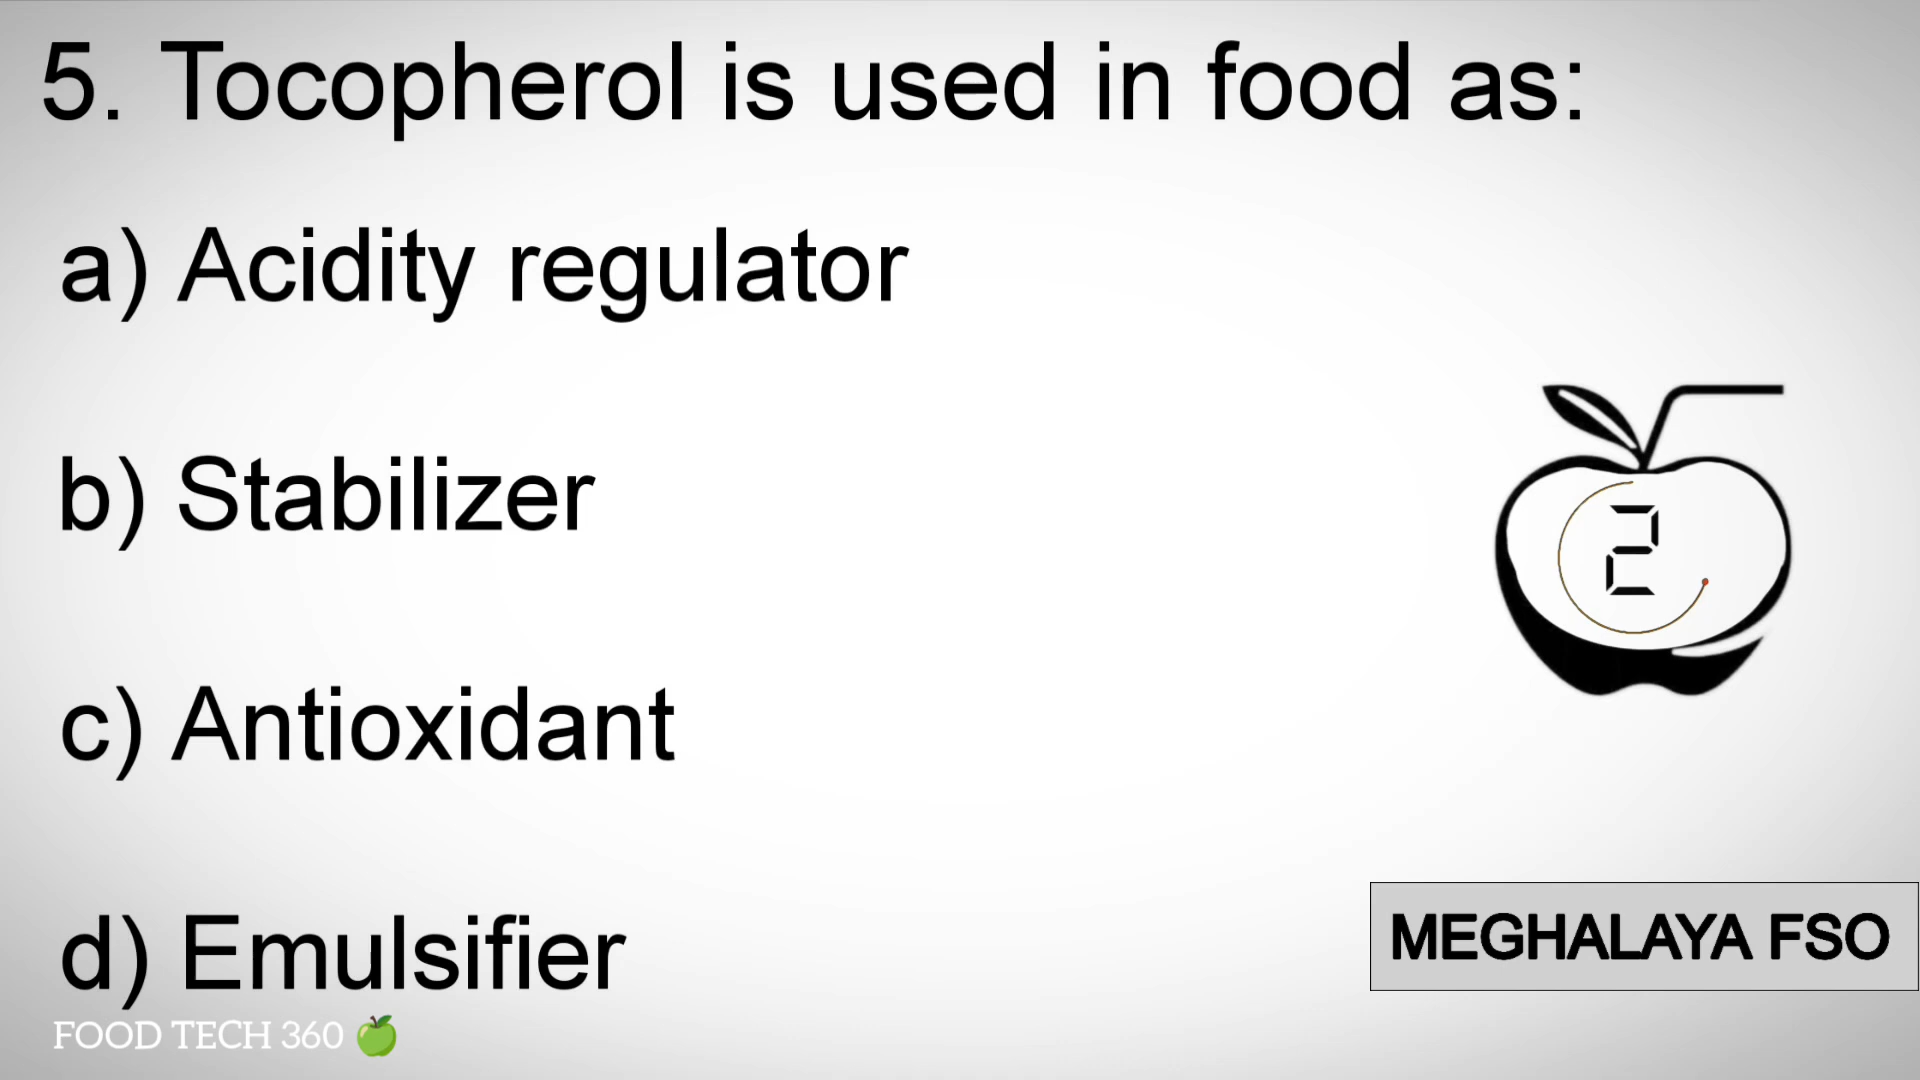 5. Tocopherol is used in food as:
a) Acidity regulator
b) Stabilizer
2
c) Antioxidant
d) Emulsifier
MEGHALAYA FSO
FOOD TECH 360 🍏